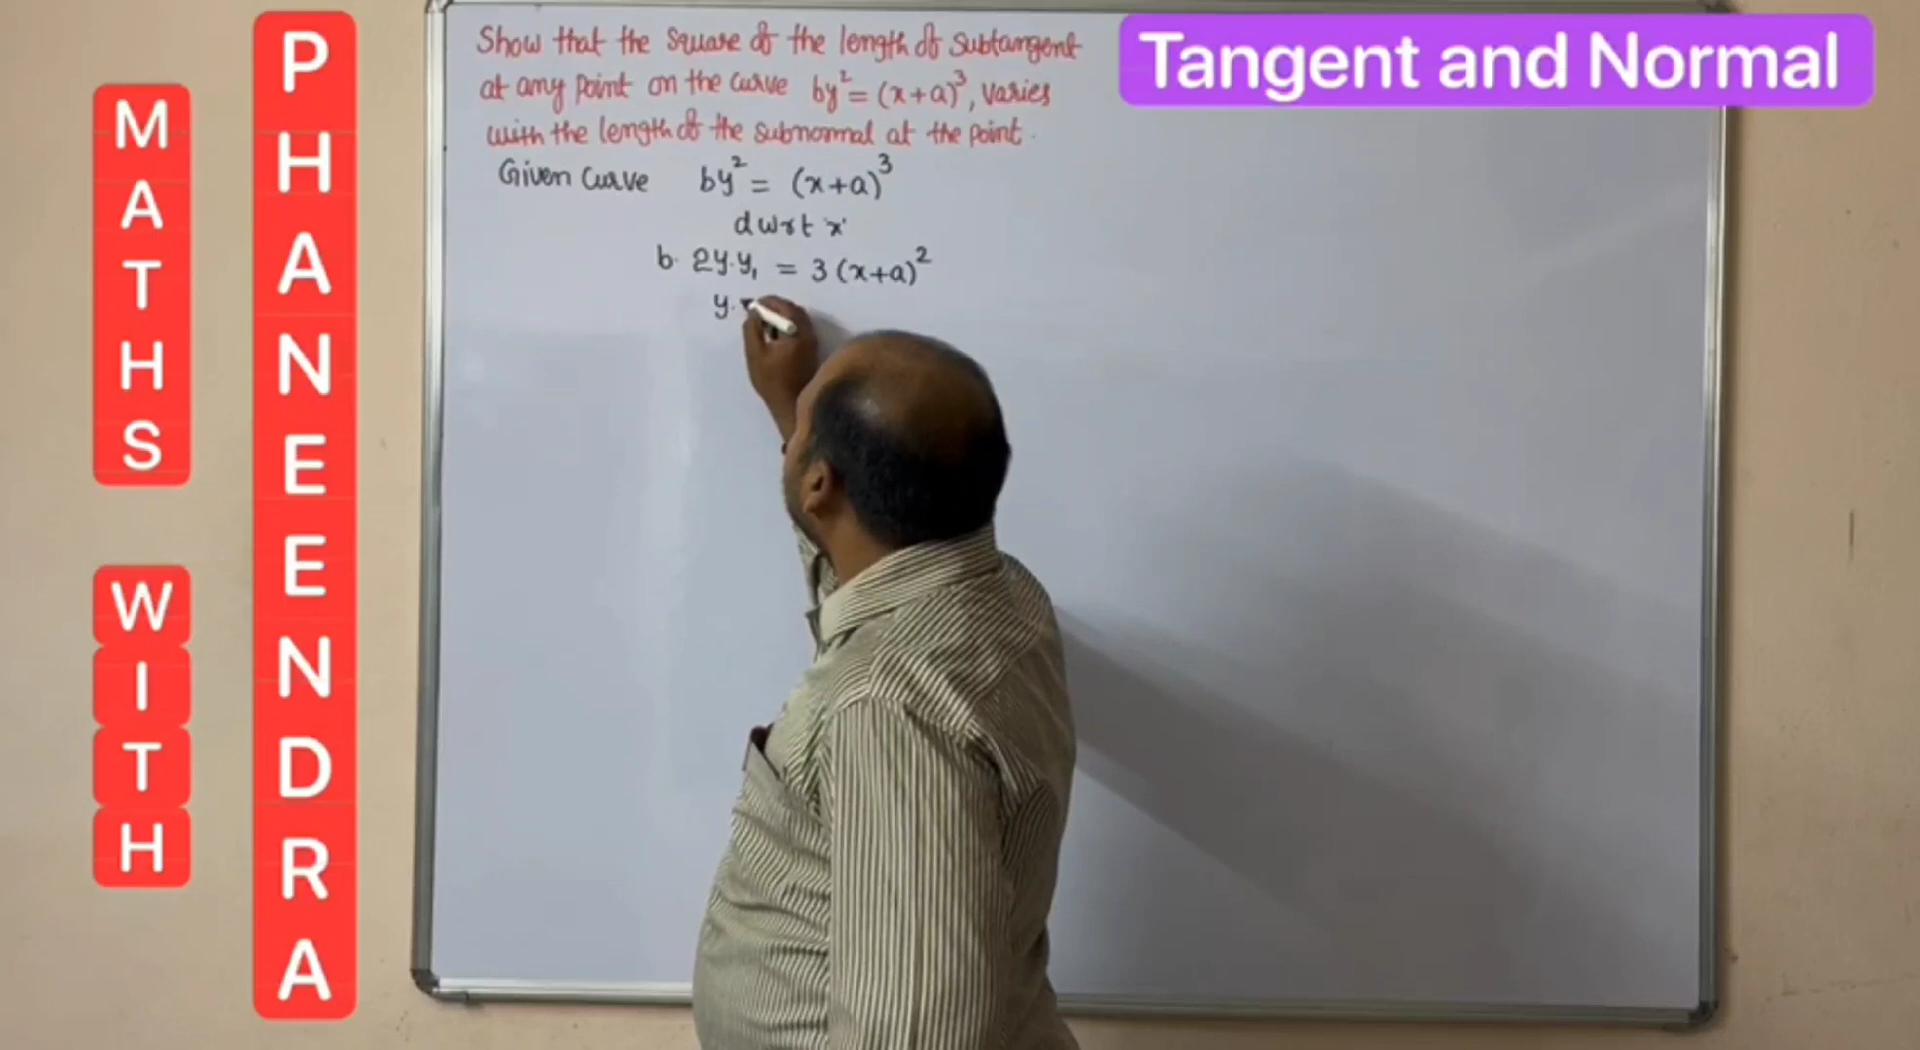 MATHS
WITH
PHANEENDRA
Tangent and Normal
Show that the square of the length of subtangent
at any point on the curve by² = (x+a)³, varies
with the length of the subnormal at the point.
Given Curve by² = (x+a)³
dwrt 'x'
b. 2y.y₁ = 3(x+a)²
y.